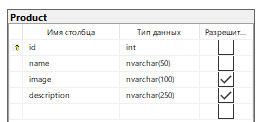 Product
Имя столбца Тип данных Разрешит...
id int
name nvarchar(50)
image nvarchar(100)
description nvarchar(250)